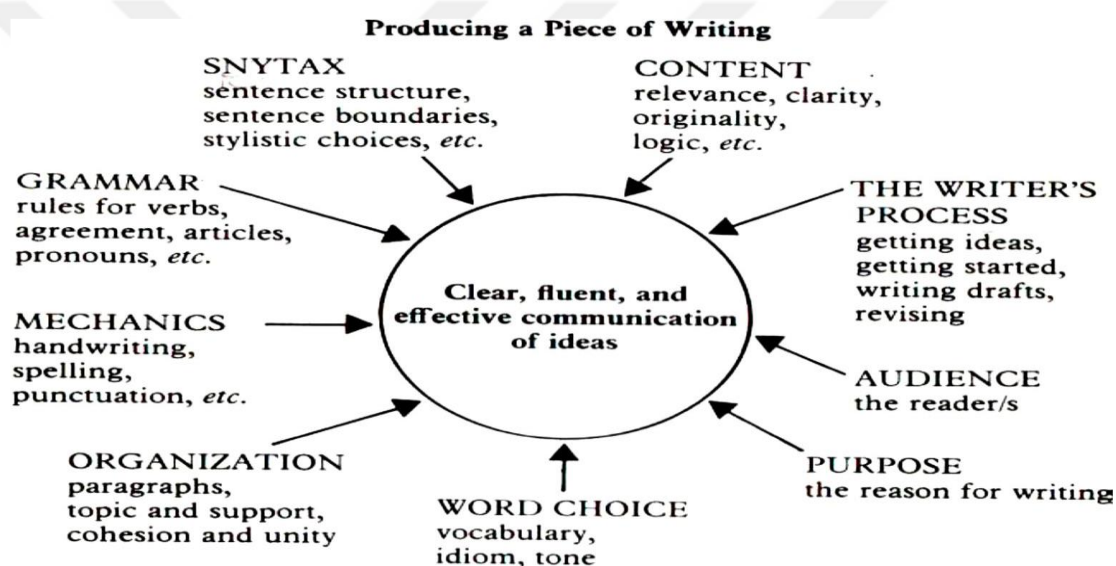 Producing a Piece of Writing
SNYTAX
sentence structure,
sentence boundaries,
stylistic choices, etc.
CONTENT
relevance, clarity,
originality,
logic, etc.
GRAMMAR
rules for verbs,
agreement, articles,
pronouns, etc.
THE WRITER'S
PROCESS
getting ideas,
getting started,
writing drafts,
revising
Clear, fluent, and
effective communication
of ideas
MECHANICS
handwriting,
spelling,
punctuation, etc.
AUDIENCE
the reader/s
ORGANIZATION
paragraphs,
topic and support,
cohesion and unity
WORD CHOICE
vocabulary,
idiom, tone
PURPOSE
the reason for writing